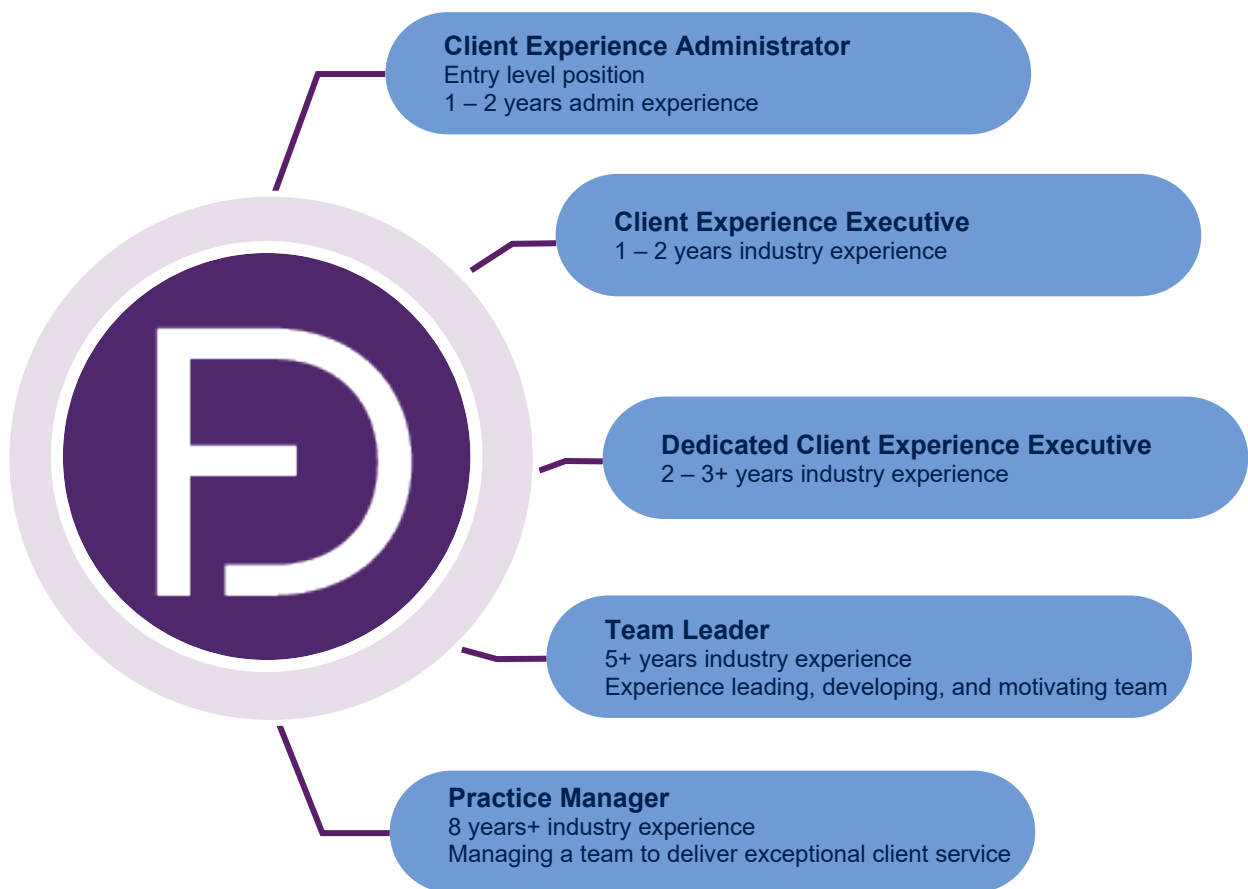 Client Experience Administrator
Entry level position
1 – 2 years admin experience
Client Experience Executive
1 – 2 years industry experience
Dedicated Client Experience Executive
2 – 3+ years industry experience
Team Leader
5+ years industry experience
Experience leading, developing, and motivating team
Practice Manager
8 years+ industry experience
Managing a team to deliver exceptional client service